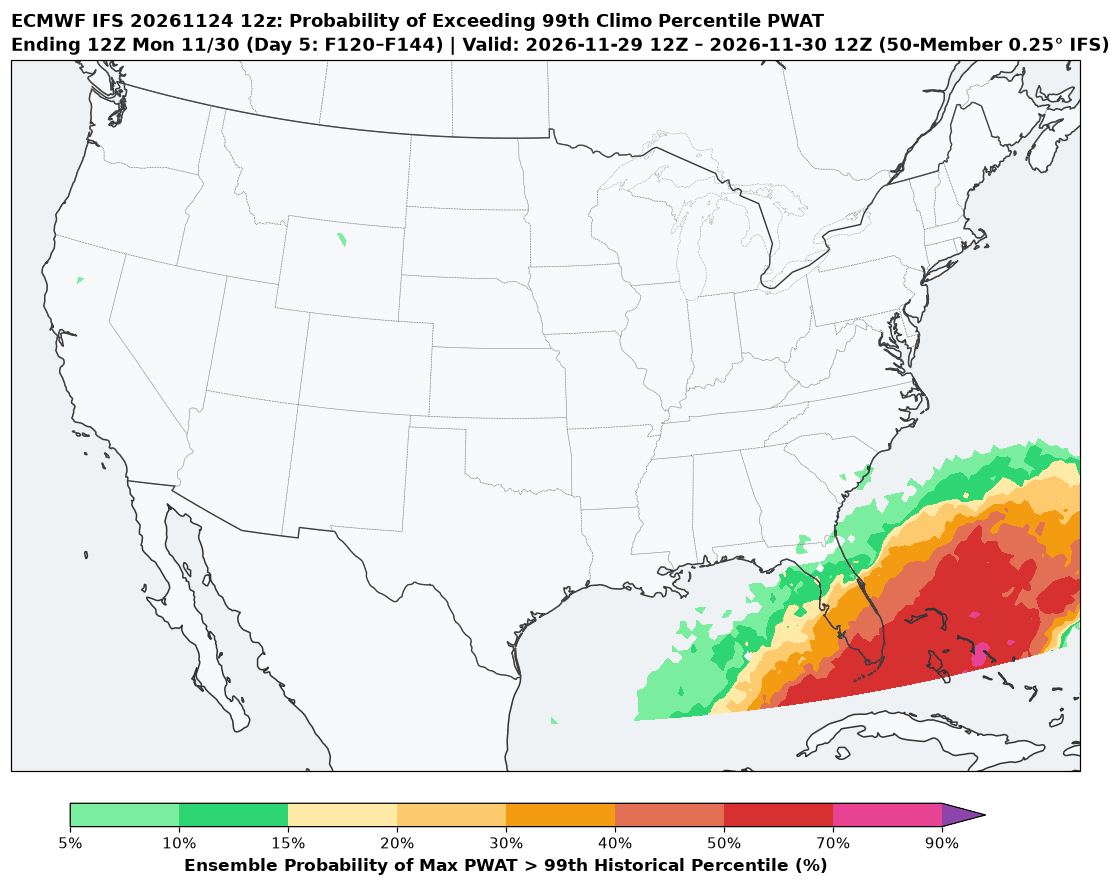 ECMWF IFS 20261124 12z: Probability of Exceeding 99th Climo Percentile PWAT
Ending 12Z Mon 11/30 (Day 5: F120–F144) | Valid: 2026-11-29 12Z – 2026-11-30 12Z (50-Member 0.25° IFS)
5% 10% 15% 20% 30% 40% 50% 70% 90%
Ensemble Probability of Max PWAT > 99th Historical Percentile (%)